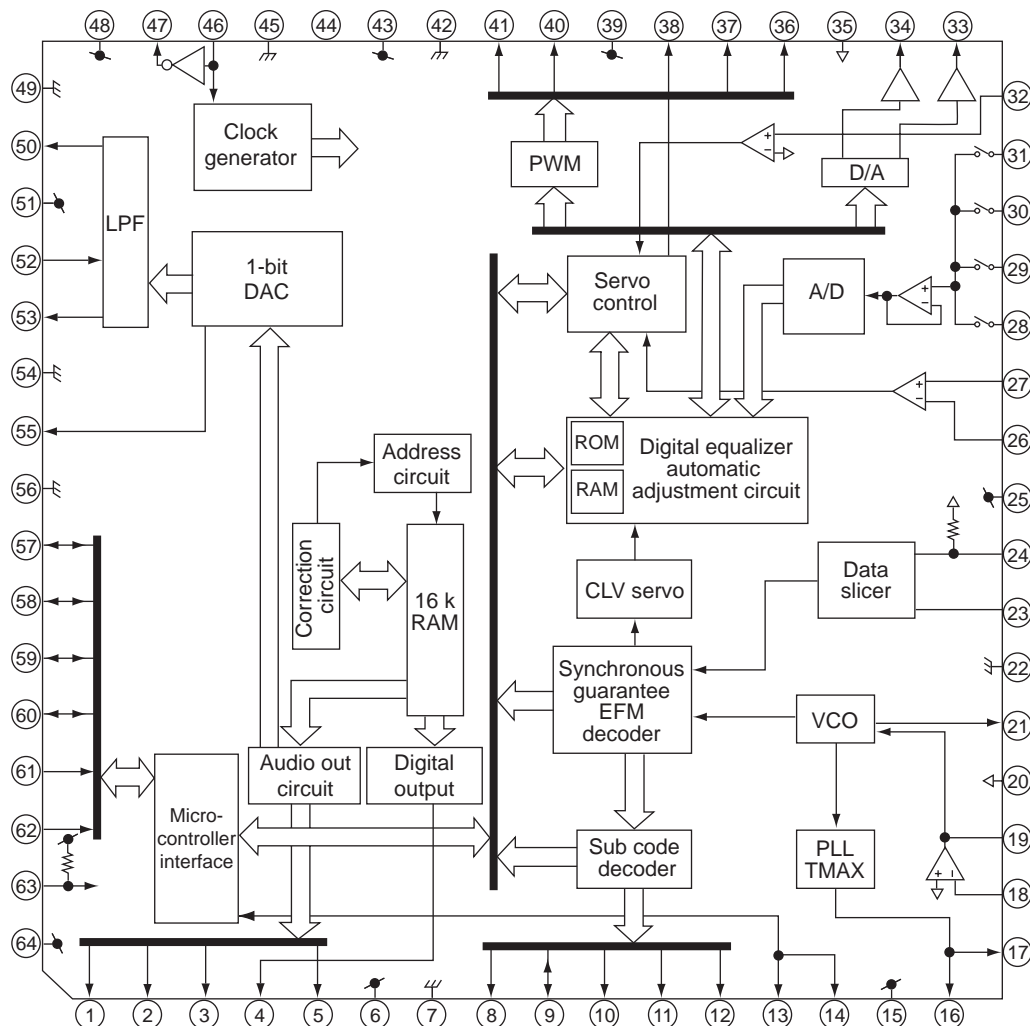 48 47 46 45 44 43 42 41 40 39 38 37 36 35 34 33
49
50
51
52
53
54
55
56
57
58
59
60
61
62
63
64
32
31
30
29
28
27
26
25
24
23
22
21
20
19
18
17
Clock
generator
LPF
1-bit
DAC
PWM
+
−
D/A
Servo
control
A/D
+
−
+
−
ROM
RAM
Digital equalizer
automatic
adjustment circuit
Address
circuit
Correction
circuit
16 k
RAM
CLV servo
Data
slicer
Synchronous
guarantee
EFM
decoder
VCO
Audio out
circuit
Digital
output
Micro-
controller
interface
Sub code
decoder
PLL
TMAX
+
−
1 2 3 4 5 6 7 8 9 10 11 12 13 14 15 16